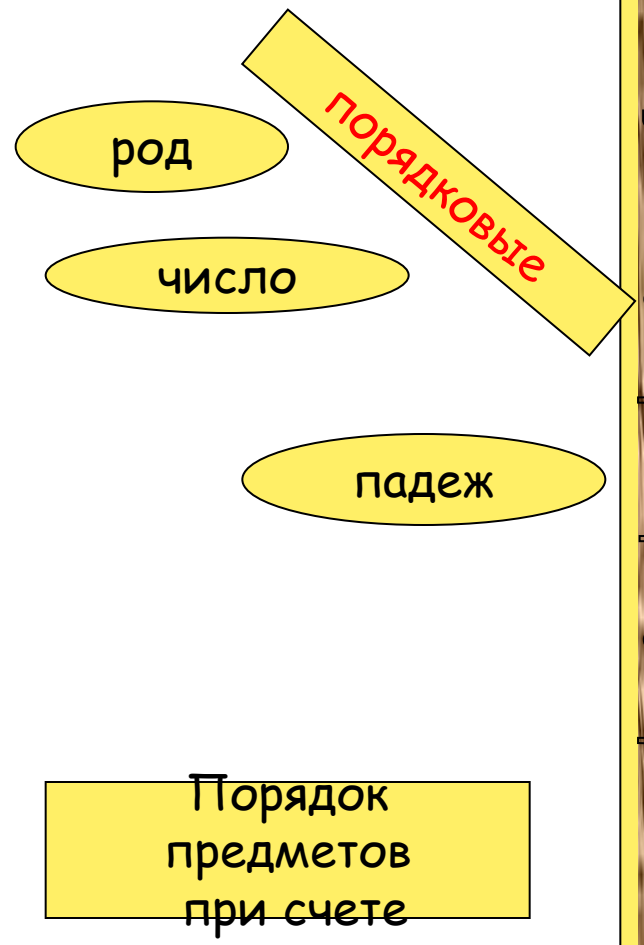 порядковые
род
число
падеж
Порядок
предметов
при счете